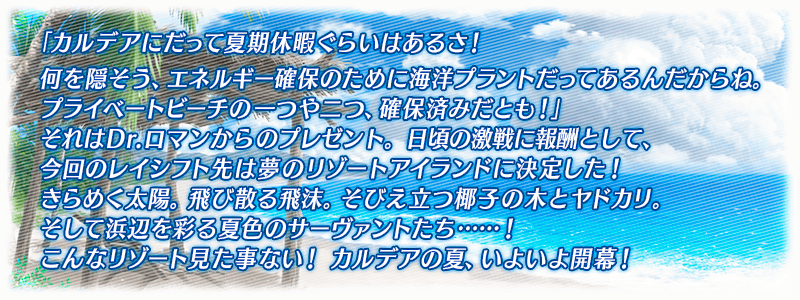 「カルデアにだって夏期休暇ぐらいはあるさ！
何を隠そう、エネルギー確保のために海洋プラントだってあるんだからね。
プライベートビーチの一つや二つ、確保済みだとも！」
それはDr.ロマンからのプレゼント。日頃の激戦に報酬として、
今回のレイシフト先は夢のリゾートアイランドに決定した！
きらめく太陽。飛び散る飛沫。そびえ立つ椰子の木とヤドカリ。
そして浜辺を彩る夏色のサーヴァントたち……！
こんなリゾート見た事ない！ カルデアの夏、いよいよ開幕！